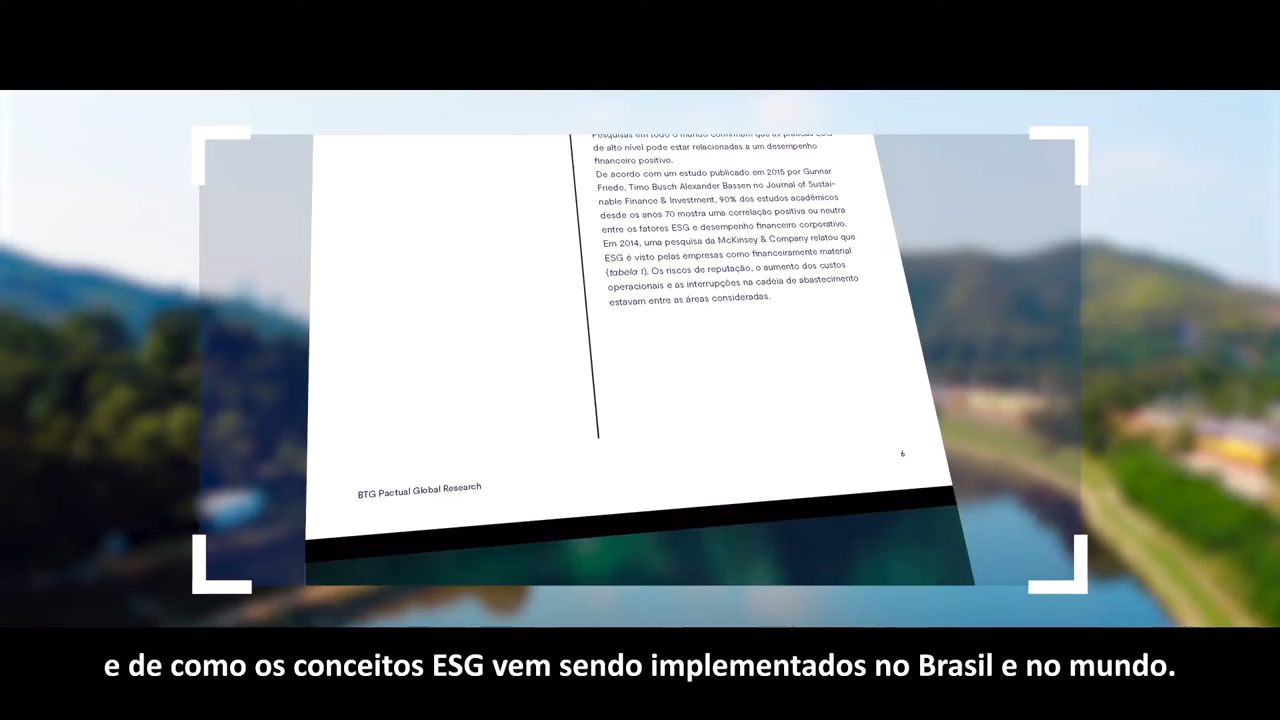 Pesquisas em todo o mundo confirmam que as práticas ESG
de alto nível pode estar relacionadas a um desempenho
financeiro positivo.
De acordo com um estudo publicado em 2015 por Gunnar
Friede, Timo Busch Alexander Bassen no Journal of Sustai-
nable Finance & Investment, 90% dos estudos acadêmicos
desde os anos 70 mostra uma correlação positiva ou neutra
entre os fatores ESG e desempenho financeiro corporativo.
Em 2014, uma pesquisa da McKinsey & Company relatou que
ESG é visto pelas empresas como financeiramente material
(tabela 1). Os riscos de reputação, o aumento dos custos
operacionais e as interrupções na cadeia de abastecimento
estavam entre as áreas consideradas.
6
BTG Pactual Global Research
e de como os conceitos ESG vem sendo implementados no Brasil e no mundo.